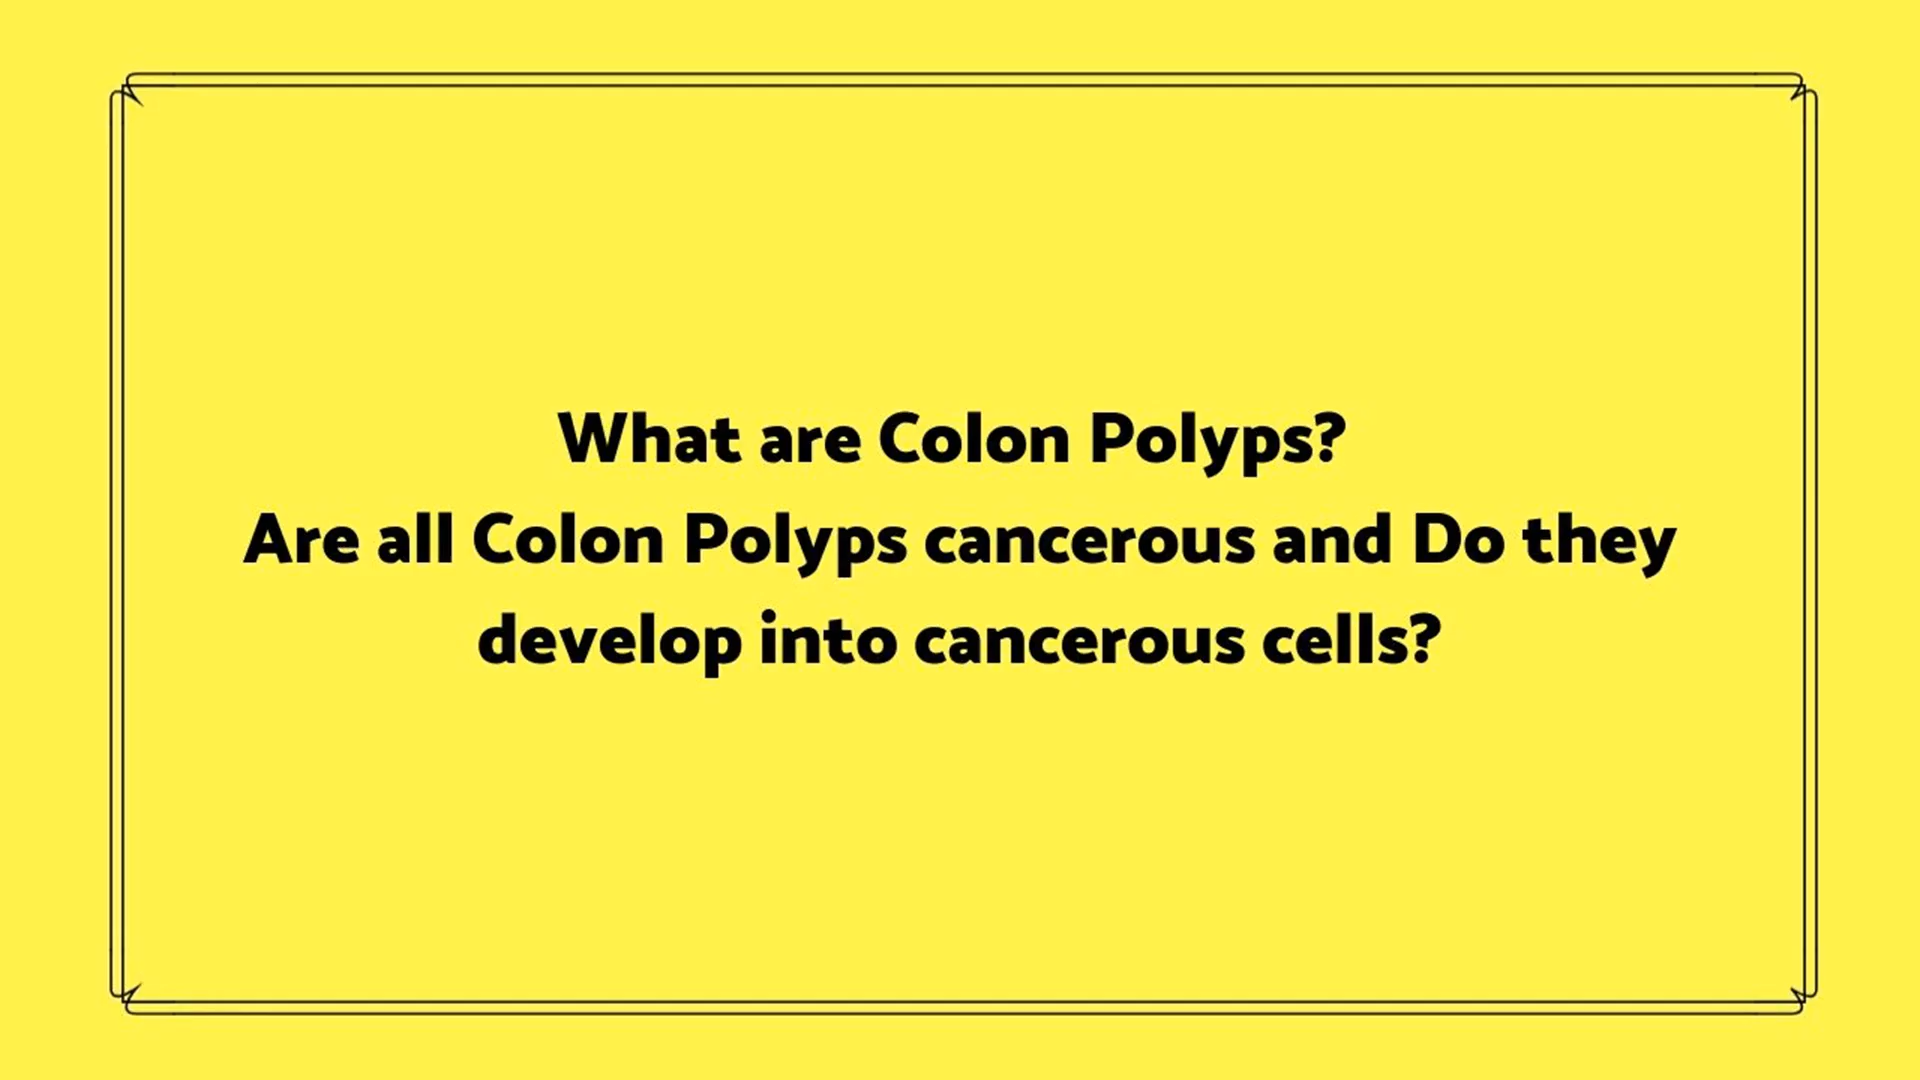 What are Colon Polyps?
Are all Colon Polyps cancerous and Do they
develop into cancerous cells?